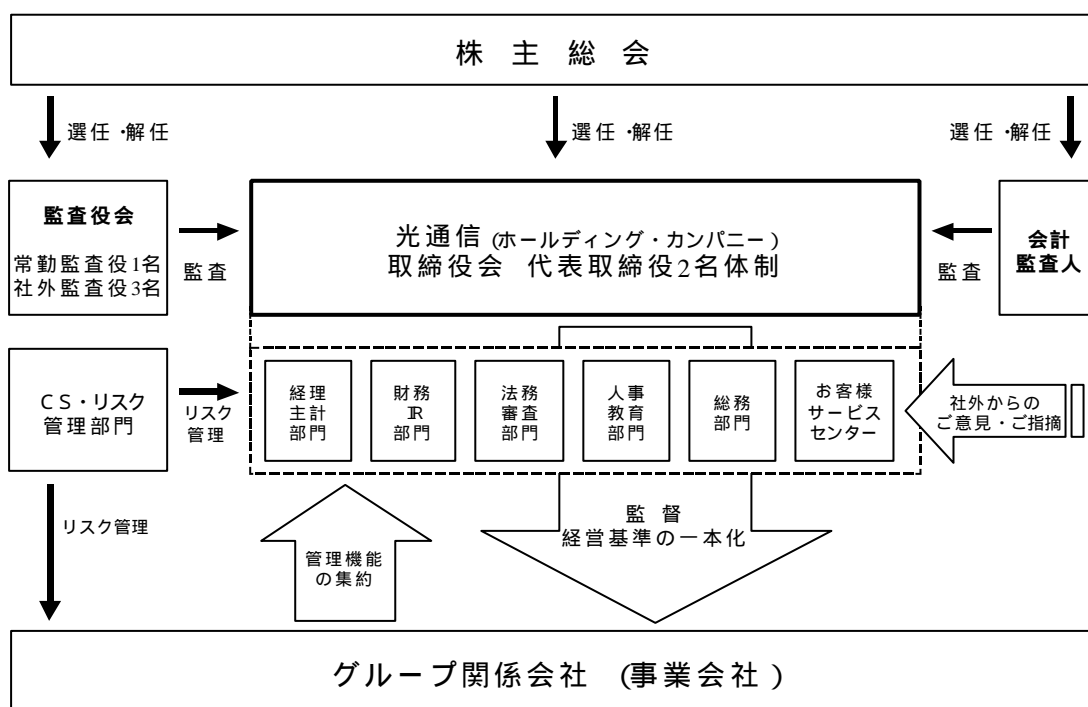 株 主 総 会
選任・解任
選任・解任
選任・解任
監査役会
常勤監査役1名
社外監査役3名
監査
光通信 (ホールディング・カンパニー)
取締役会 代表取締役2名体制
監査
会計
監査人
CS・リスク
管理部門
リスク
管理
経理
主計
部門
財務
IR
部門
法務
審査
部門
人事
教育
部門
総務
部門
お客様
サービス
センター
社外からの
ご意見・ご指摘
リスク管理
管理機能
の集約
監 督
経営基準の一本化
グループ関係会社 (事業会社)